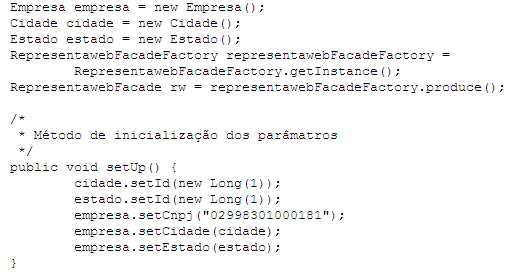 Empresa empresa = new Empresa();
Cidade cidade = new Cidade();
Estado estado = new Estado();
RepresentawebFacadeFactory representawebFacadeFactory =
        RepresentawebFacadeFactory.getInstance();
RepresentawebFacade rw = representawebFacadeFactory.produce();

/*
 * Método de inicialização dos parâmatros
 */
public void setUp() {
        cidade.setId(new Long(1));
        estado.setId(new Long(1));
        empresa.setCnpj("02998301000181");
        empresa.setCidade(cidade);
        empresa.setEstado(estado);
}